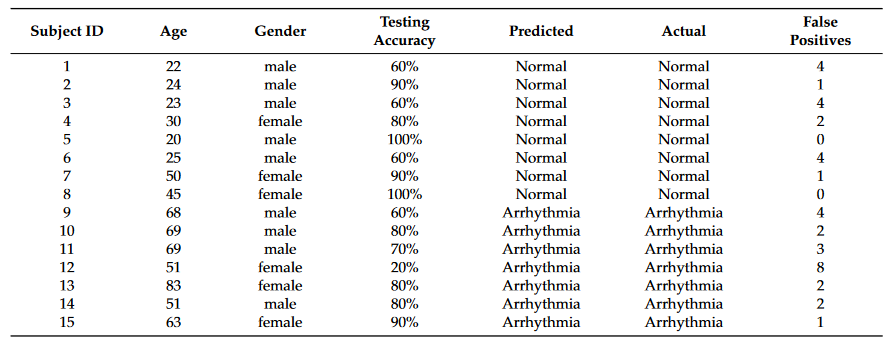 Subject ID Age Gender Testing Accuracy Predicted Actual False Positives
1 22 male 60% Normal Normal 4
2 24 male 90% Normal Normal 1
3 23 male 60% Normal Normal 4
4 30 female 80% Normal Normal 2
5 20 male 100% Normal Normal 0
6 25 male 60% Normal Normal 4
7 50 female 90% Normal Normal 1
8 45 female 100% Normal Normal 0
9 68 male 60% Arrhythmia Arrhythmia 4
10 69 male 80% Arrhythmia Arrhythmia 2
11 69 male 70% Arrhythmia Arrhythmia 3
12 51 female 20% Arrhythmia Arrhythmia 8
13 83 female 80% Arrhythmia Arrhythmia 2
14 51 male 80% Arrhythmia Arrhythmia 2
15 63 female 90% Arrhythmia Arrhythmia 1